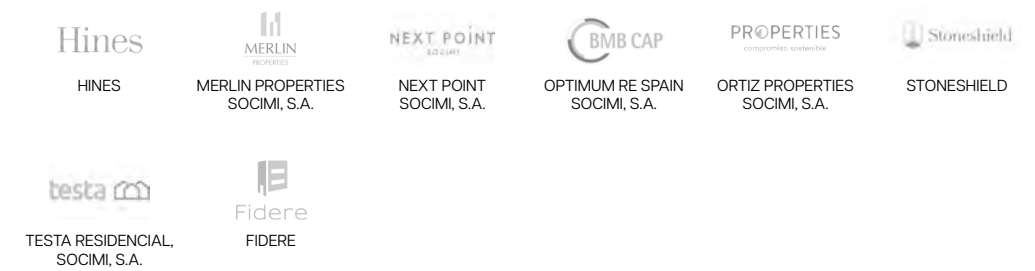 Hines
MERLIN
PROPERTIES
NEXT POINT
SOCIMI
BMB CAP
PROPERTIES
compromiso sostenible
Stoneshield
HINES
MERLIN PROPERTIES
SOCIMI, S.A.
NEXT POINT
SOCIMI, S.A.
OPTIMUM RE SPAIN
SOCIMI, S.A.
ORTIZ PROPERTIES
SOCIMI, S.A.
STONESHIELD
testa
Fidere
TESTA RESIDENCIAL,
SOCIMI, S.A.
FIDERE